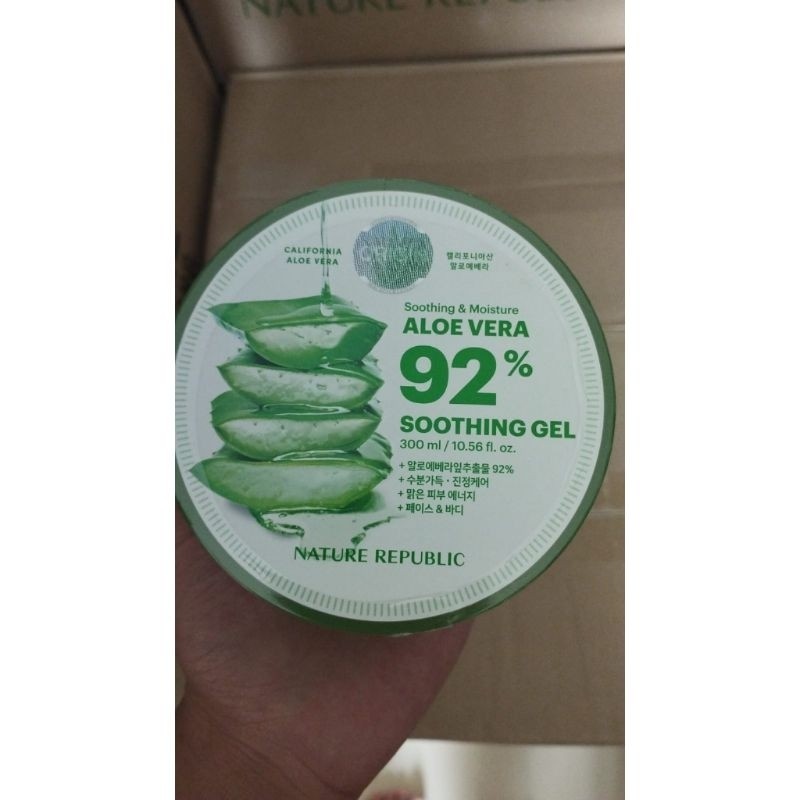 NATURE REPUBLIC
CALIFORNIA
ALOE VERA
캘리포니아산
알로에베라
Soothing & Moisture
ALOE VERA
92%
SOOTHING GEL
300 ml / 10.56 fl. oz.
+ 알로에베라잎추출물 92%
+ 수분가득 · 진정케어
+ 맑은 피부 에너지
+ 페이스 & 바디
NATURE REPUBLIC